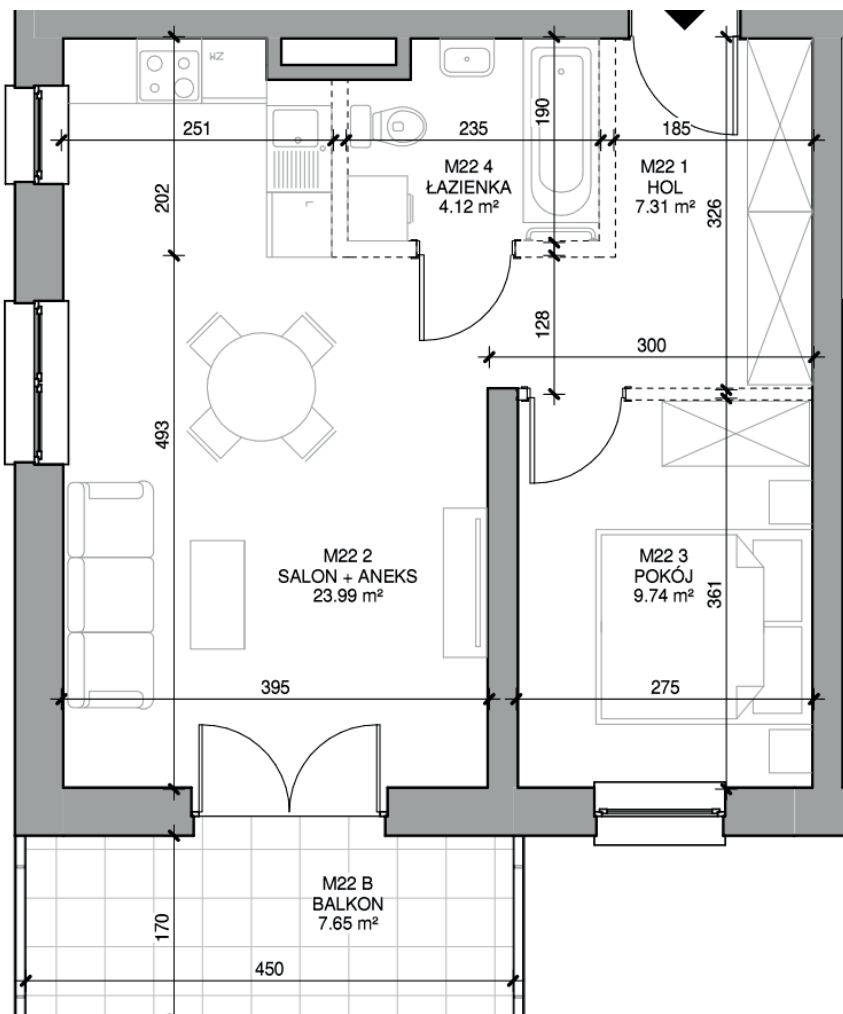 WZ
251
235
190
185
M22 4
ŁAZIENKA
4.12 m²
M22 1
HOL
7.31 m²
202
326
L
128
300
493
M22 2
SALON + ANEKS
23.99 m²
M22 3
POKÓJ
9.74 m²
361
395
275
M22 B
BALKON
7.65 m²
170
450